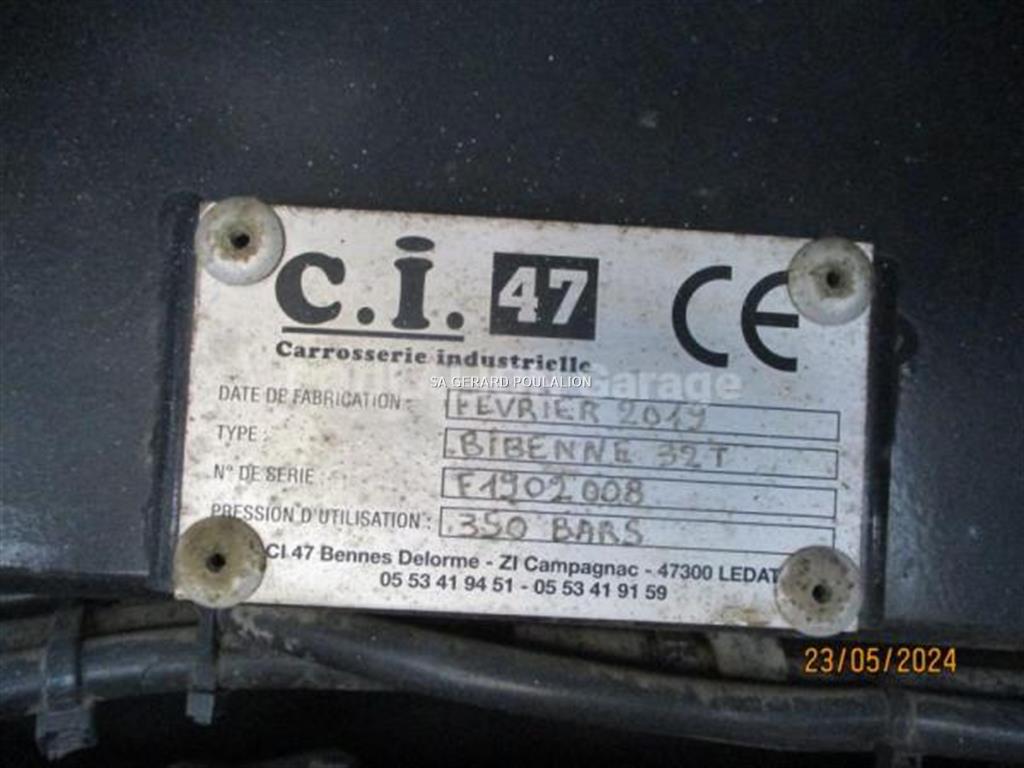 c.i. 47 CE
Carrosserie industrielle
Garage
SA GERARD POULALION
DATE DE FABRICATION : FEVRIER 2019
TYPE : BIBENNE 32T
N° DE SERIE F1902008
PRESSION D'UTILISATION : 350 BARS
CI 47 Bennes Delorme - ZI Campagnac - 47300 LEDAT
05 53 41 94 51 - 05 53 41 91 59
23/05/2024